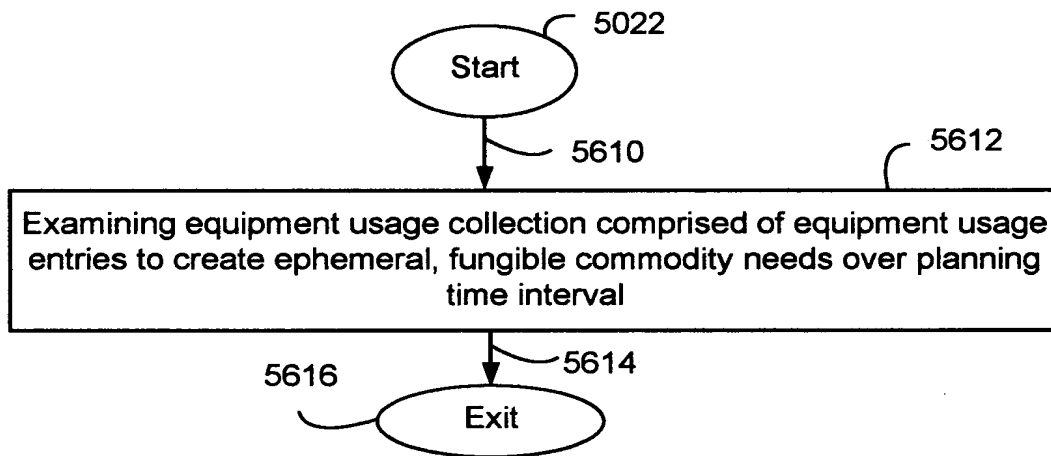 5022
Start
5610
5612
Examining equipment usage collection comprised of equipment usage
entries to create ephemeral, fungible commodity needs over planning
time interval
5614
5616
Exit